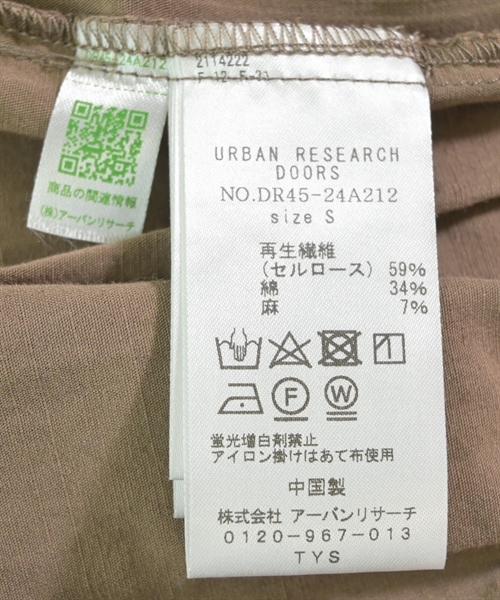 24A212
商品の関連情報
(株)アーバンリサーチ
2114222
URBAN RESEARCH
DOORS
NO.DR45-24A212
size S
再生繊維
(セルロース) 59%
綿 34%
麻 7%
F
W
蛍光増白剤禁止
アイロン掛けはあて布使用
中国製
株式会社 アーバンリサーチ
0120-967-013
TYS